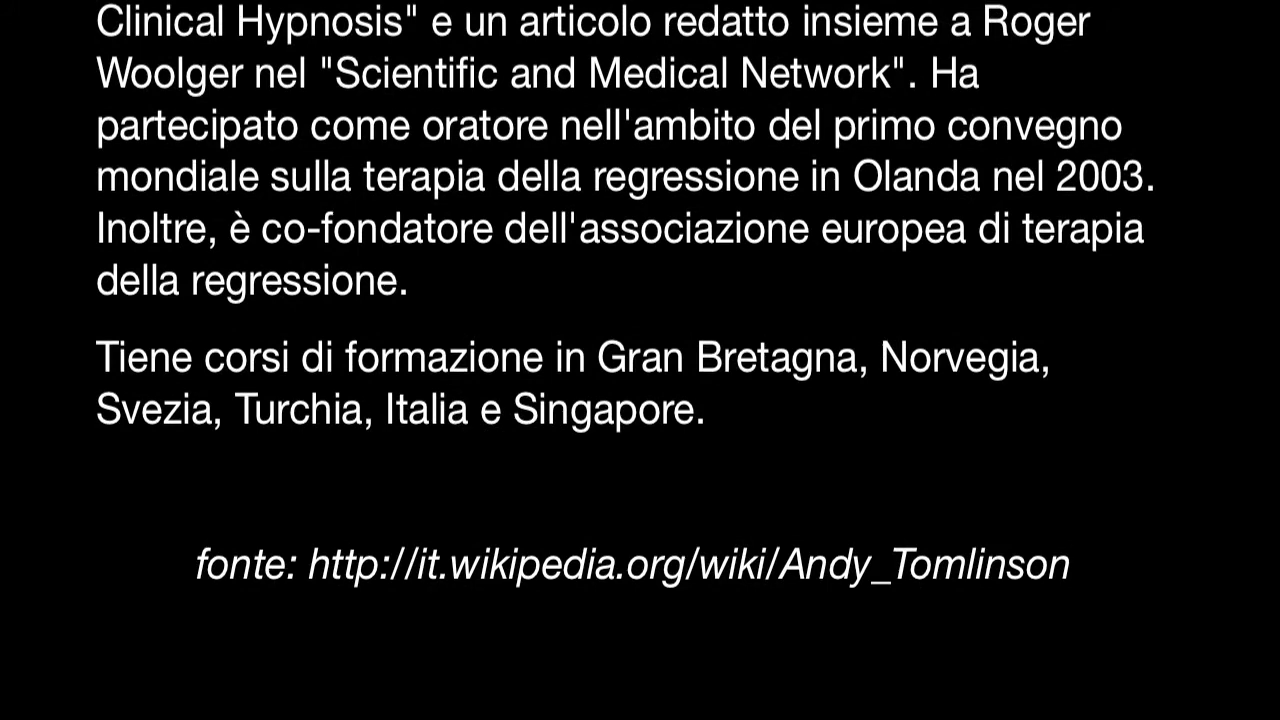 Clinical Hypnosis" e un articolo redatto insieme a Roger
Woolger nel "Scientific and Medical Network". Ha
partecipato come oratore nell'ambito del primo convegno
mondiale sulla terapia della regressione in Olanda nel 2003.
Inoltre, è co-fondatore dell'associazione europea di terapia
della regressione.
Tiene corsi di formazione in Gran Bretagna, Norvegia,
Svezia, Turchia, Italia e Singapore.
fonte: http://it.wikipedia.org/wiki/Andy_Tomlinson